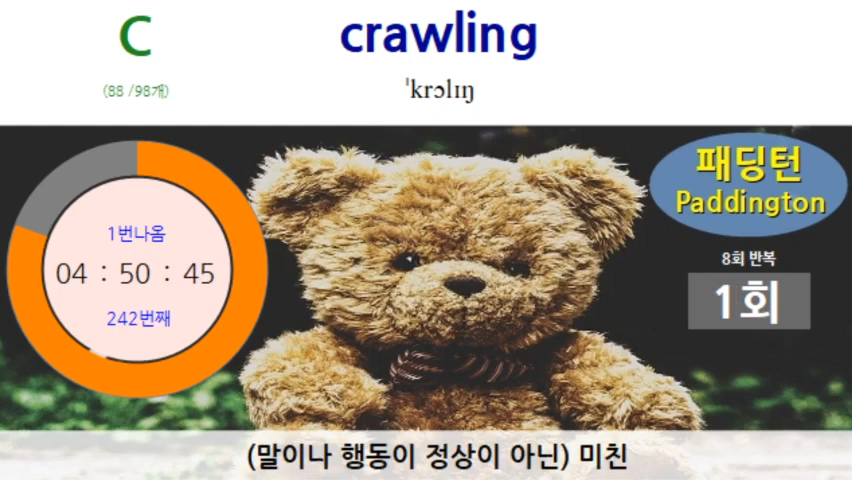 C
crawling
(88 /98개)
ˈkrɔlɪŋ
패딩턴
Paddington
1번나옴
04 : 50 : 45
242번째
8회 반복
1회
(말이나 행동이 정상이 아닌) 미친